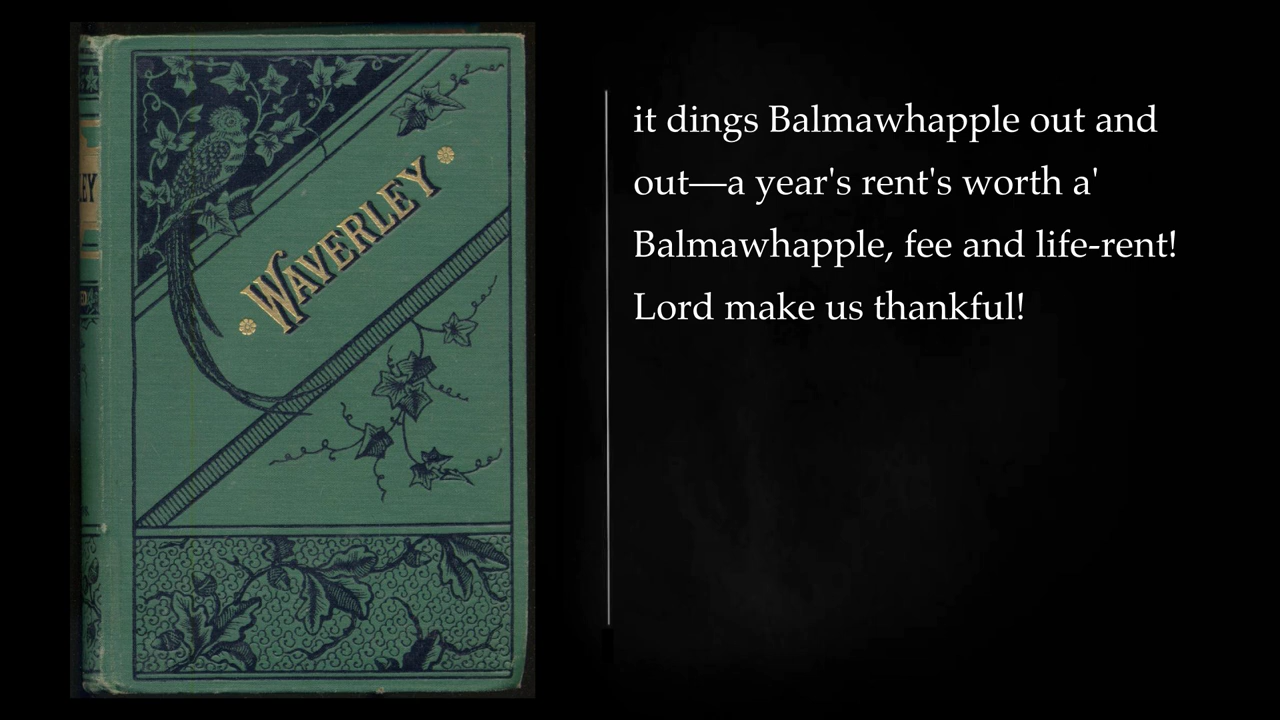 WAVERLEY
it dings Balmawhapple out and
out—a year's rent's worth a'
Balmawhapple, fee and life-rent!
Lord make us thankful!